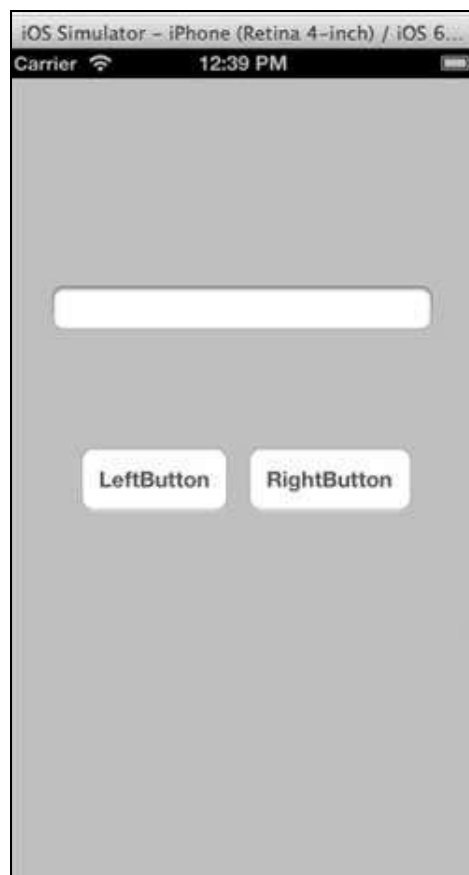 iOS Simulator – iPhone (Retina 4-inch) / iOS 6...
Carrier 12:39 PM
LeftButton RightButton